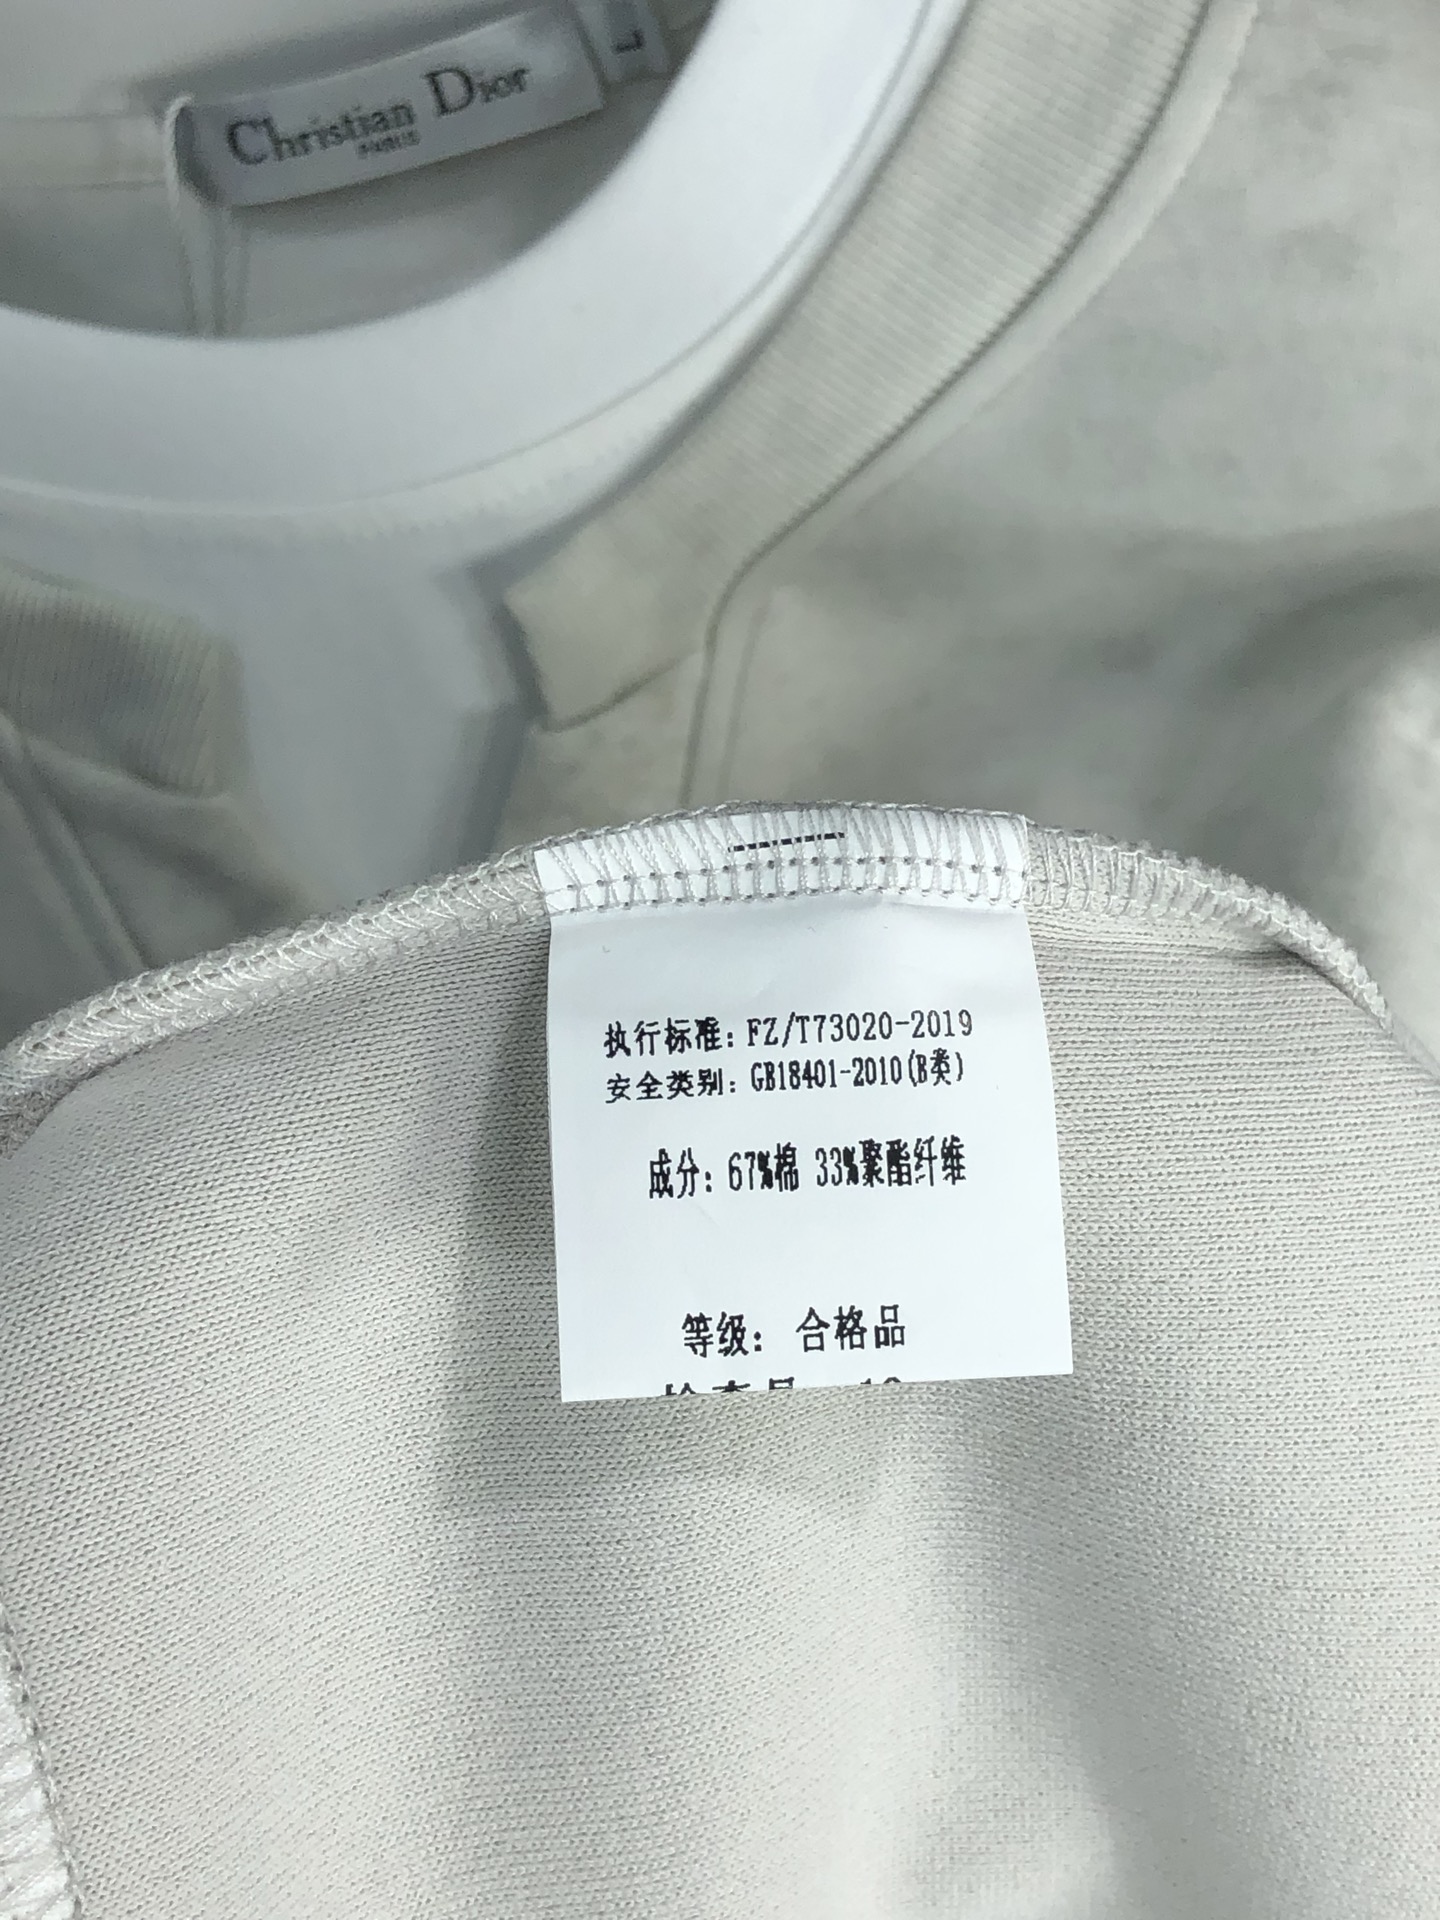 Christian Dior
PARIS
L
执行标准: FZ/T73020-2019
安全类别: GB18401-2010(B类)
成分: 67%棉 33%聚酯纤维
等级: 合格品